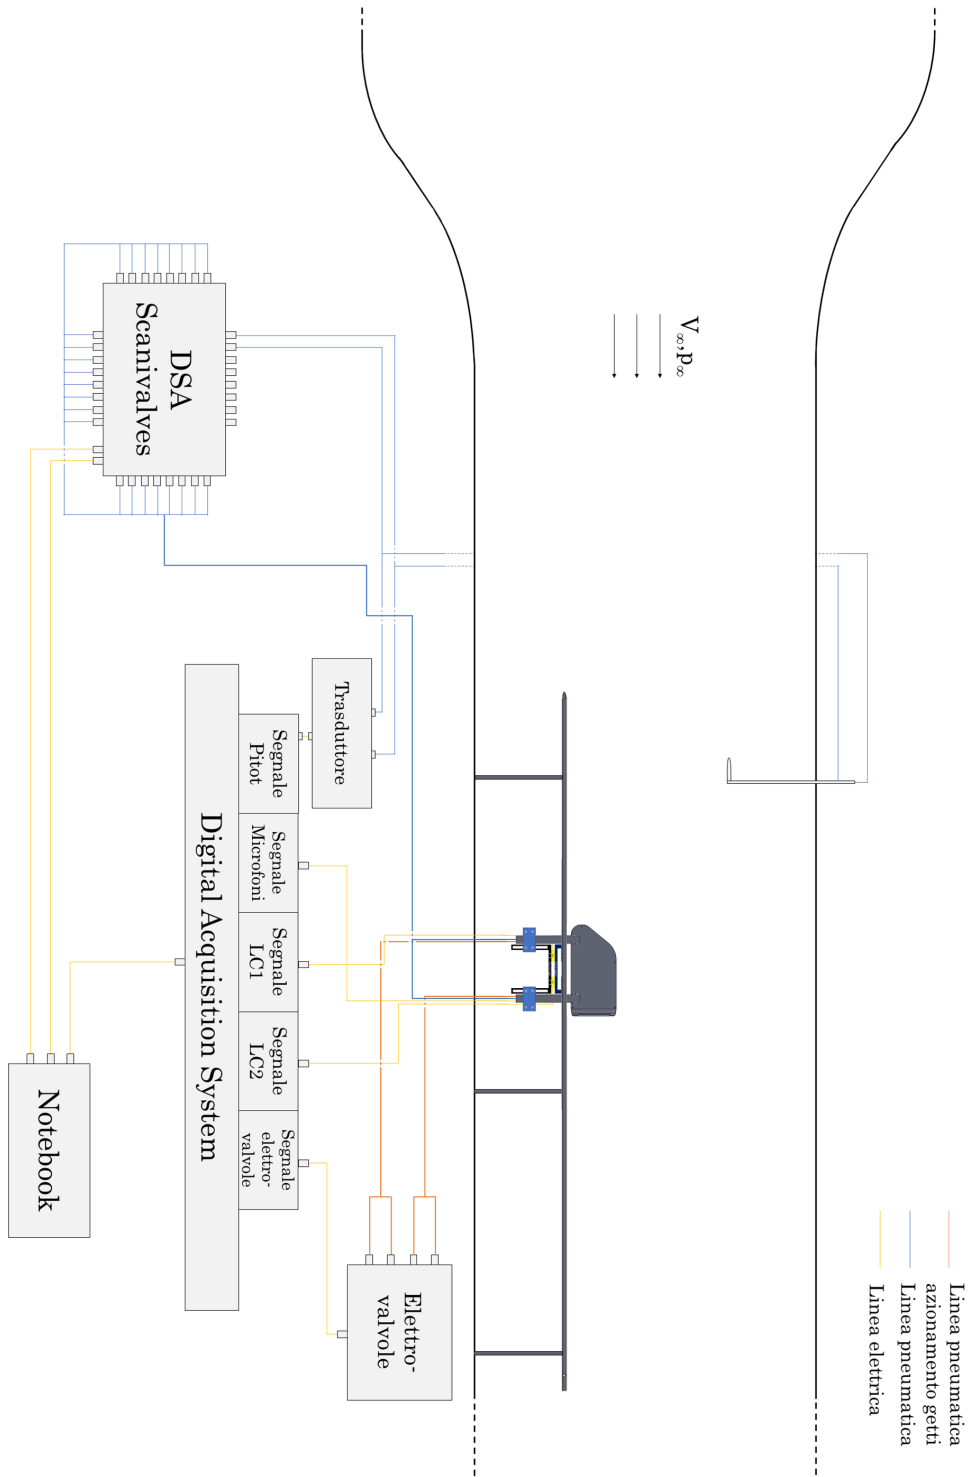 V∞,p∞
Linea pneumatica
azionamento getti
Linea pneumatica
Linea elettrica
DSA
Scanivalves
Trasduttore
Segnale
Pitot
Segnale
Microfoni
Segnale
LC1
Segnale
LC2
Segnale
elettro-
valvole
Elettro-
valvole
Digital Acquisition System
Notebook